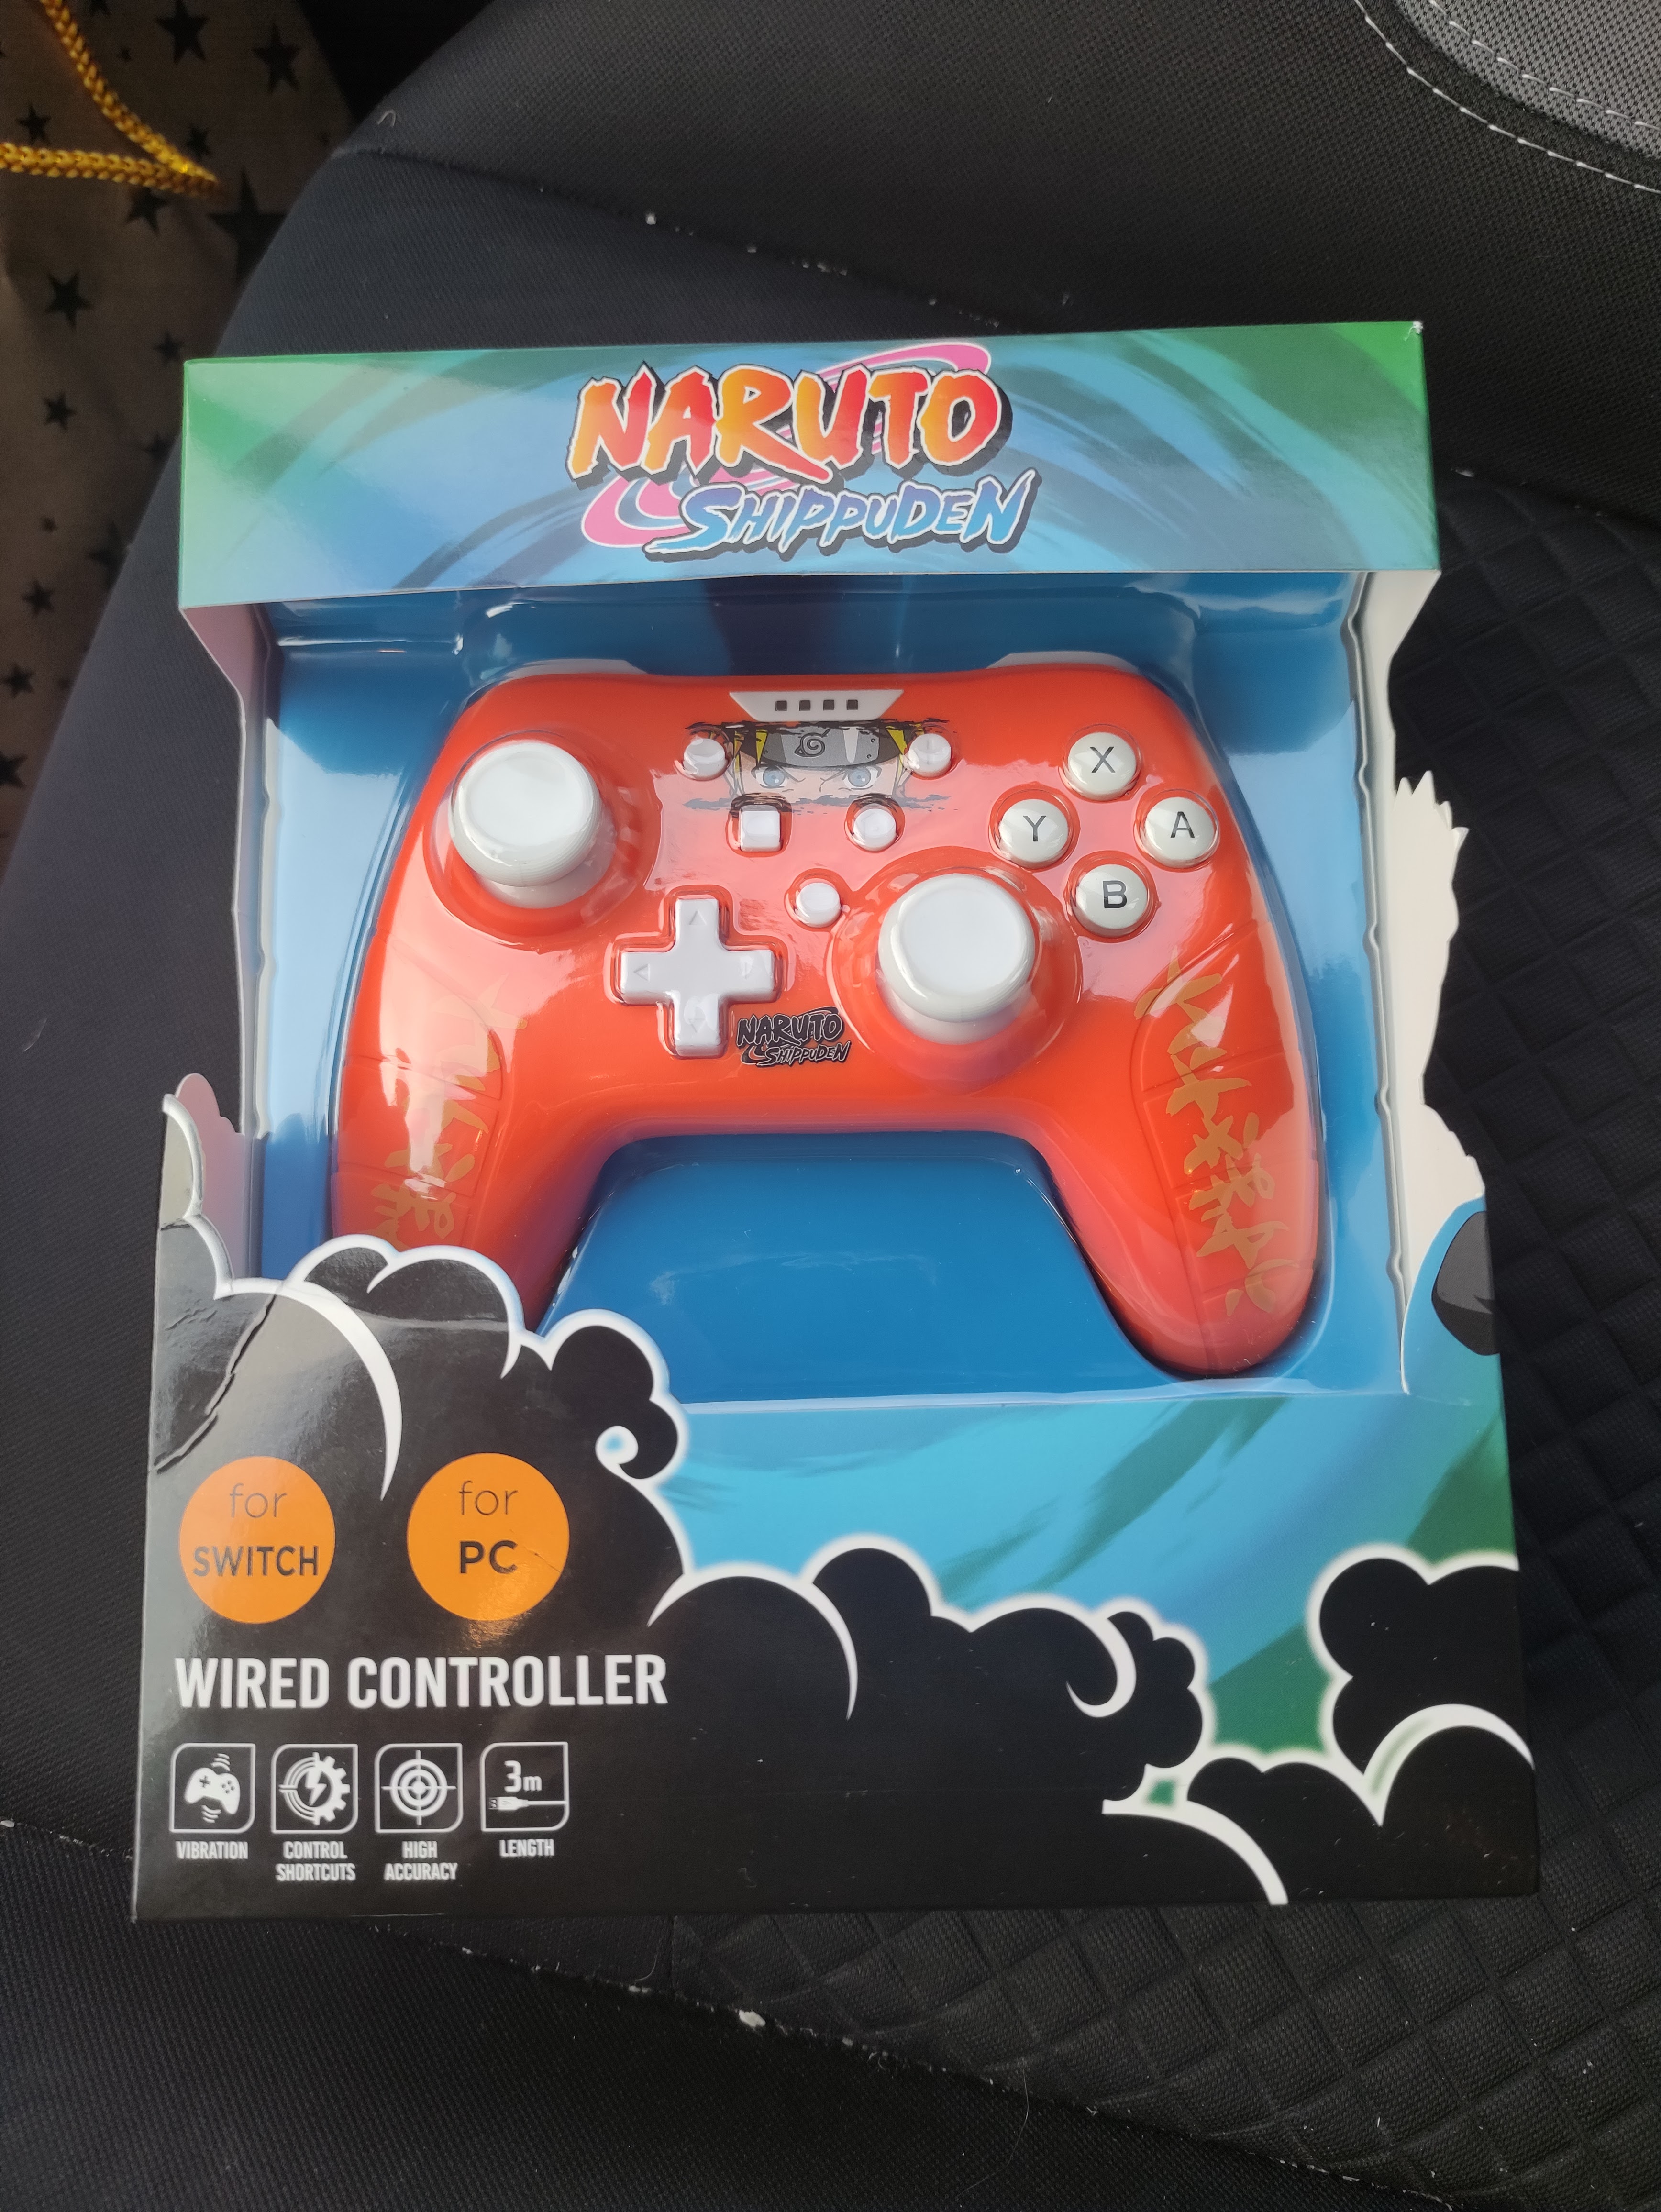 NARUTO
SHIPPUDEN
X
Y
A
B
NARUTO
SHIPPUDEN
for
SWITCH
for
PC
WIRED CONTROLLER
3m
VIBRATION
CONTROL
SHORTCUTS
HIGH
ACCURACY
LENGTH